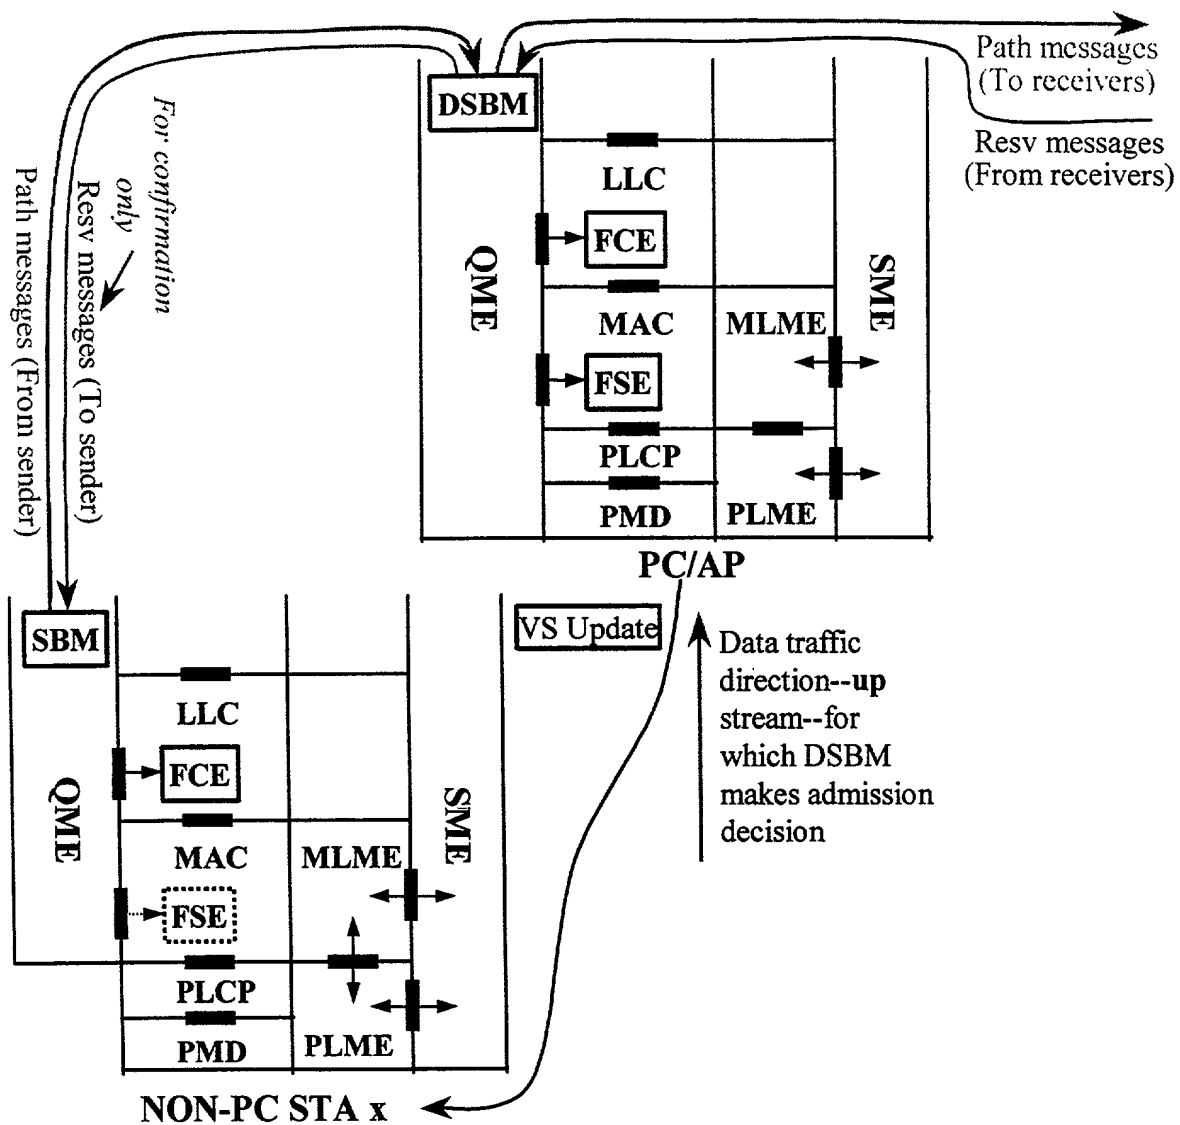 Path messages
(To receivers)
Resv messages
(From receivers)
DSBM
LLC
FCE
QME
SME
MAC
MLME
FSE
PLCP
PMD
PLME
PC/AP
For confirmation
only
Resv messages (To sender)
Path messages (From sender)
SBM
VS Update
Data traffic
direction--up
stream--for
which DSBM
makes admission
decision
LLC
FCE
QME
SME
MAC
MLME
FSE
PLCP
PMD
PLME
NON-PC STA x